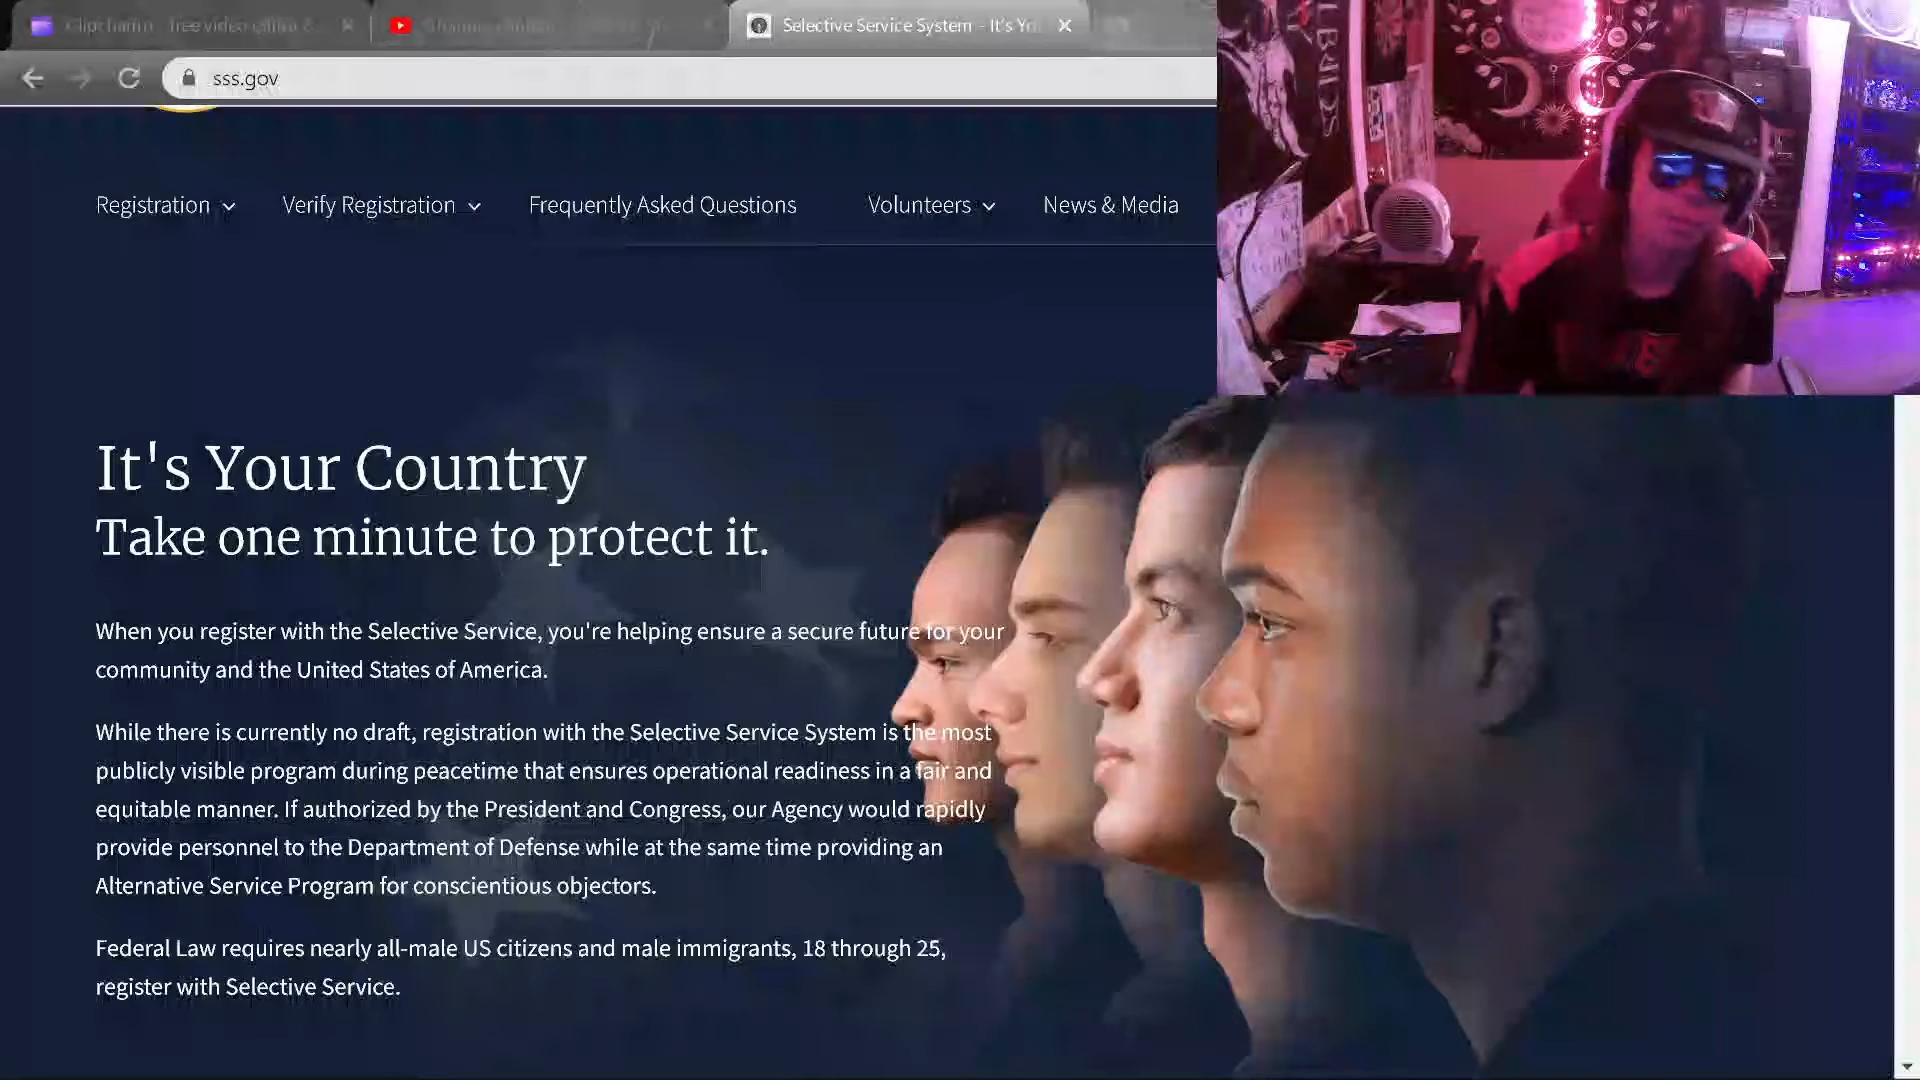 Clipchamp - free video editor &
Selective Service System - It's Yo
sss.gov
Registration
Verify Registration
Frequently Asked Questions
Volunteers
News & Media
It's Your Country
Take one minute to protect it.
When you register with the Selective Service, you're helping ensure a secure future for your
community and the United States of America.
While there is currently no draft, registration with the Selective Service System is the most
publicly visible program during peacetime that ensures operational readiness in a fair and
equitable manner. If authorized by the President and Congress, our Agency would rapidly
provide personnel to the Department of Defense while at the same time providing an
Alternative Service Program for conscientious objectors.
Federal Law requires nearly all-male US citizens and male immigrants, 18 through 25,
register with Selective Service.